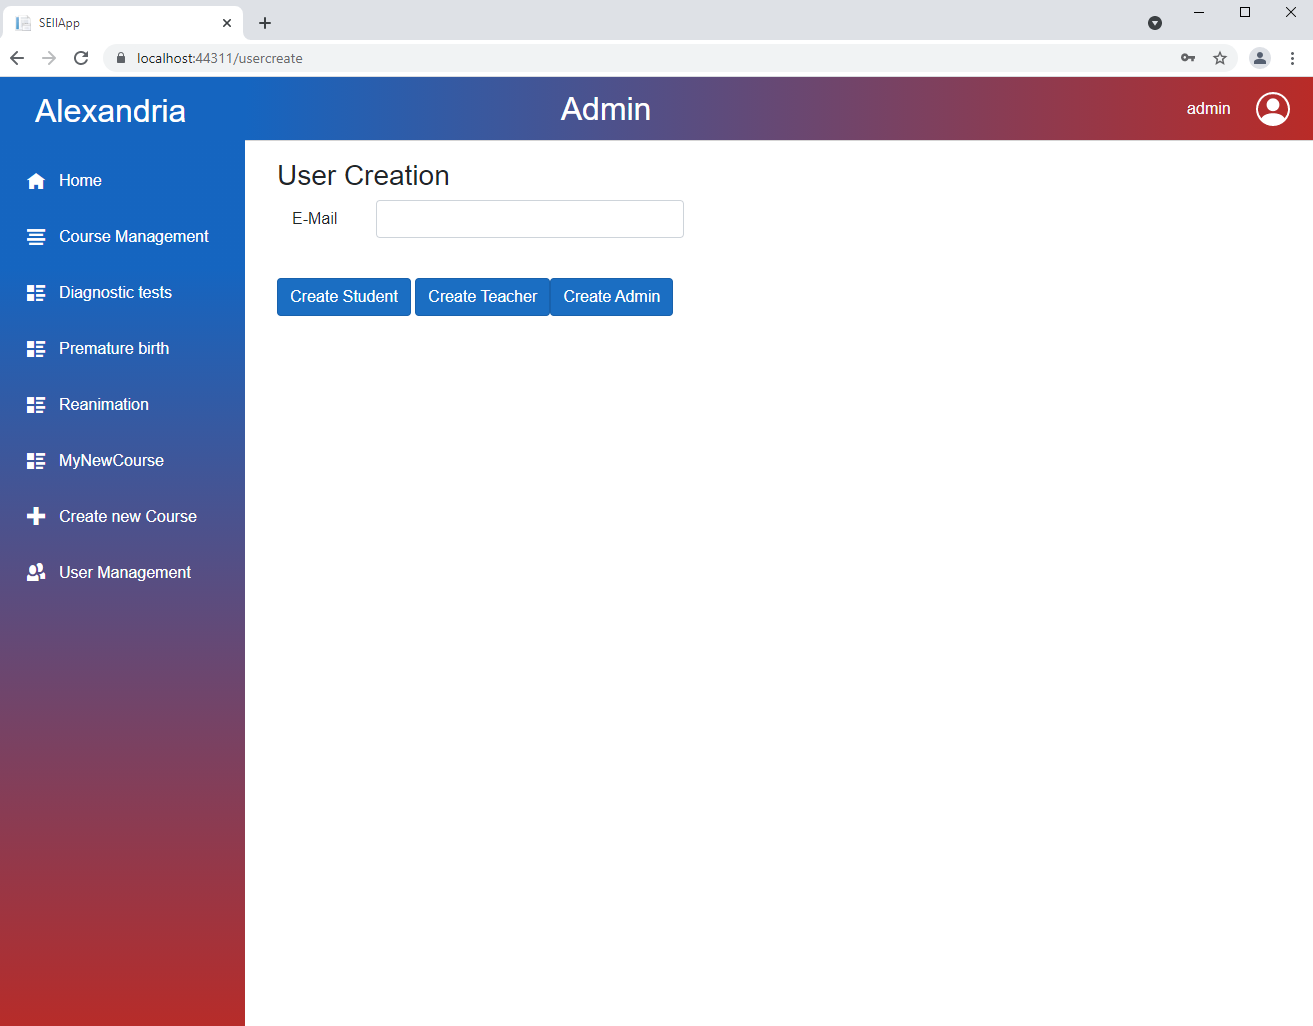 SEIIApp
localhost:44311/usercreate
Alexandria
Admin
admin
Home
Course Management
Diagnostic tests
Premature birth
Reanimation
MyNewCourse
Create new Course
User Management
User Creation
E-Mail
Create Student Create Teacher Create Admin